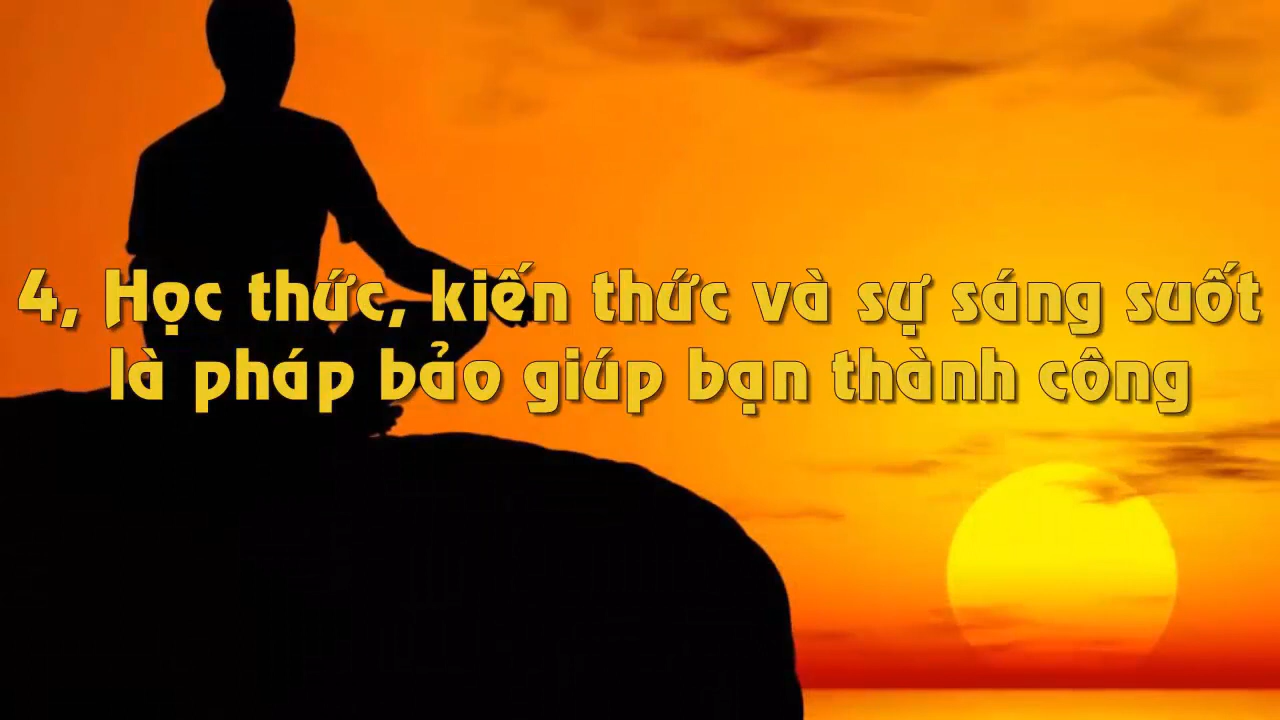 4, Học thức, kiến thức và sự sáng suốt
là pháp bảo giúp bạn thành công